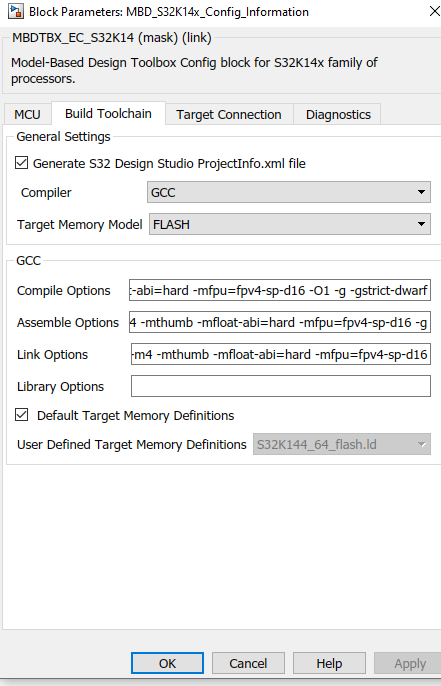 Block Parameters: MBD_S32K14x_Config_Information
MBDTBX_EC_S32K14 (mask) (link)
Model-Based Design Toolbox Config block for S32K14x family of
processors.
MCU Build Toolchain Target Connection Diagnostics
General Settings
Generate S32 Design Studio ProjectInfo.xml file
Compiler GCC
Target Memory Model FLASH
GCC
Compile Options t-abi=hard -mfpu=fpv4-sp-d16 -O1 -g -gstrict-dwarf
Assemble Options 4 -mthumb -mfloat-abi=hard -mfpu=fpv4-sp-d16 -g
Link Options -m4 -mthumb -mfloat-abi=hard -mfpu=fpv4-sp-d16
Library Options
Default Target Memory Definitions
User Defined Target Memory Definitions S32K144_64_flash.ld
OK Cancel Help Apply